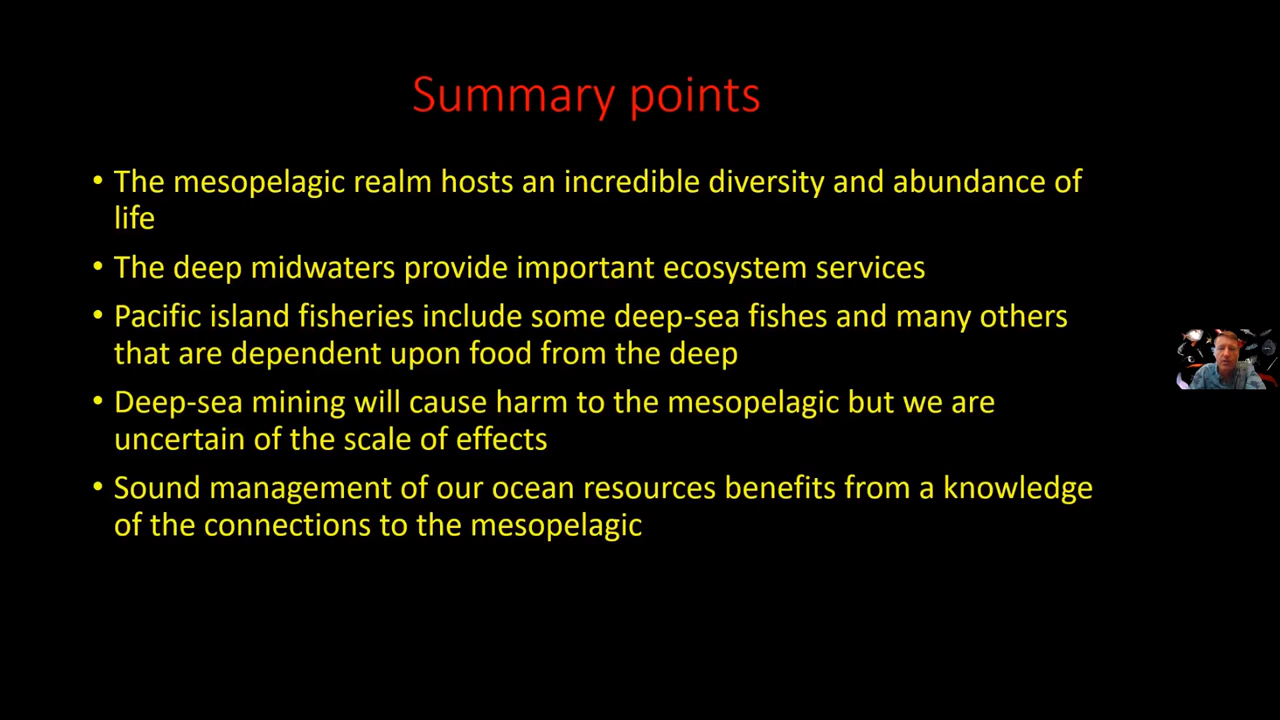 Summary points
• The mesopelagic realm hosts an incredible diversity and abundance of
life
• The deep midwaters provide important ecosystem services
• Pacific island fisheries include some deep-sea fishes and many others
that are dependent upon food from the deep
• Deep-sea mining will cause harm to the mesopelagic but we are
uncertain of the scale of effects
• Sound management of our ocean resources benefits from a knowledge
of the connections to the mesopelagic